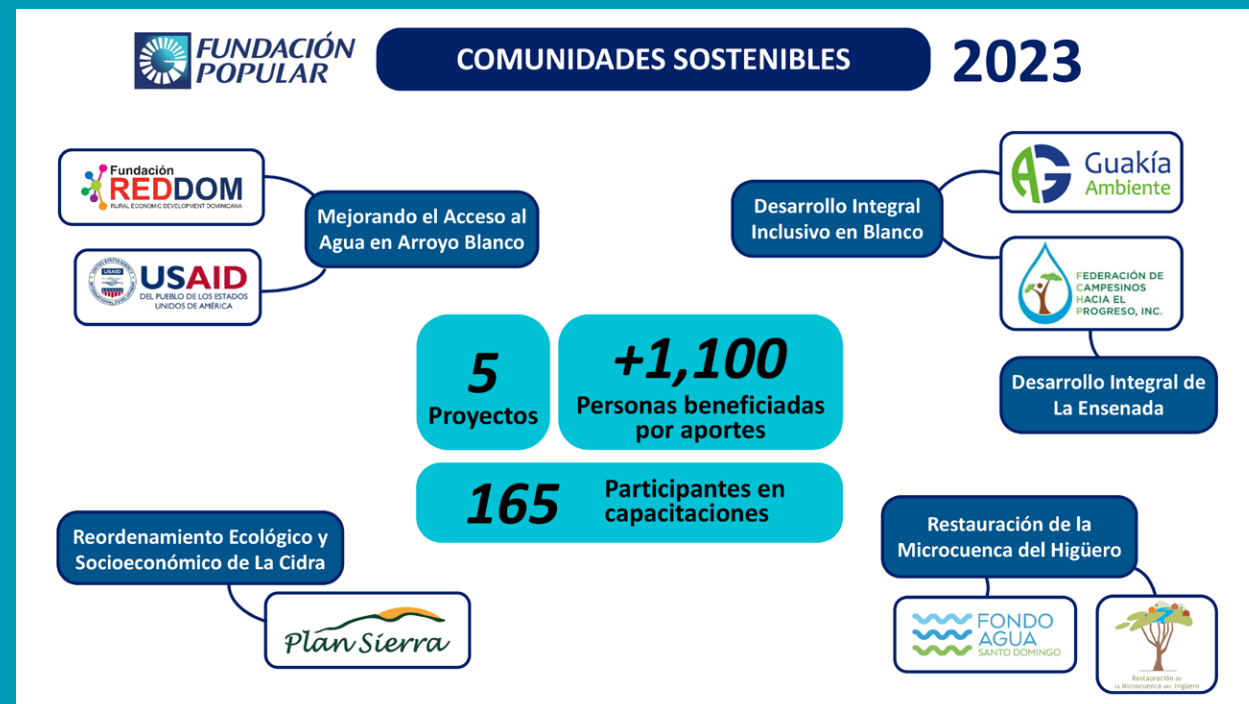 FUNDACIÓN
POPULAR
COMUNIDADES SOSTENIBLES
2023
Fundación
REDDOM
RURAL ECONOMIC DEVELOPMENT DOMINICANA
Mejorando el Acceso al
Agua en Arroyo Blanco
USAID
DEL PUEBLO DE LOS ESTADOS
UNIDOS DE AMÉRICA
Desarrollo Integral
Inclusivo en Blanco
Guakía
Ambiente
FEDERACIÓN DE
CAMPESINOS
HACIA EL
PROGRESO, INC.
Desarrollo Integral de
La Ensenada
5
Proyectos
+1,100
Personas beneficiadas
por aportes
165
Participantes en
capacitaciones
Reordenamiento Ecológico y
Socioeconómico de La Cidra
Plan Sierra
Restauración de la
Microcuenca del Higüero
FONDO
AGUA
SANTO DOMINGO
Restauración de
la Microcuenca del Higüero